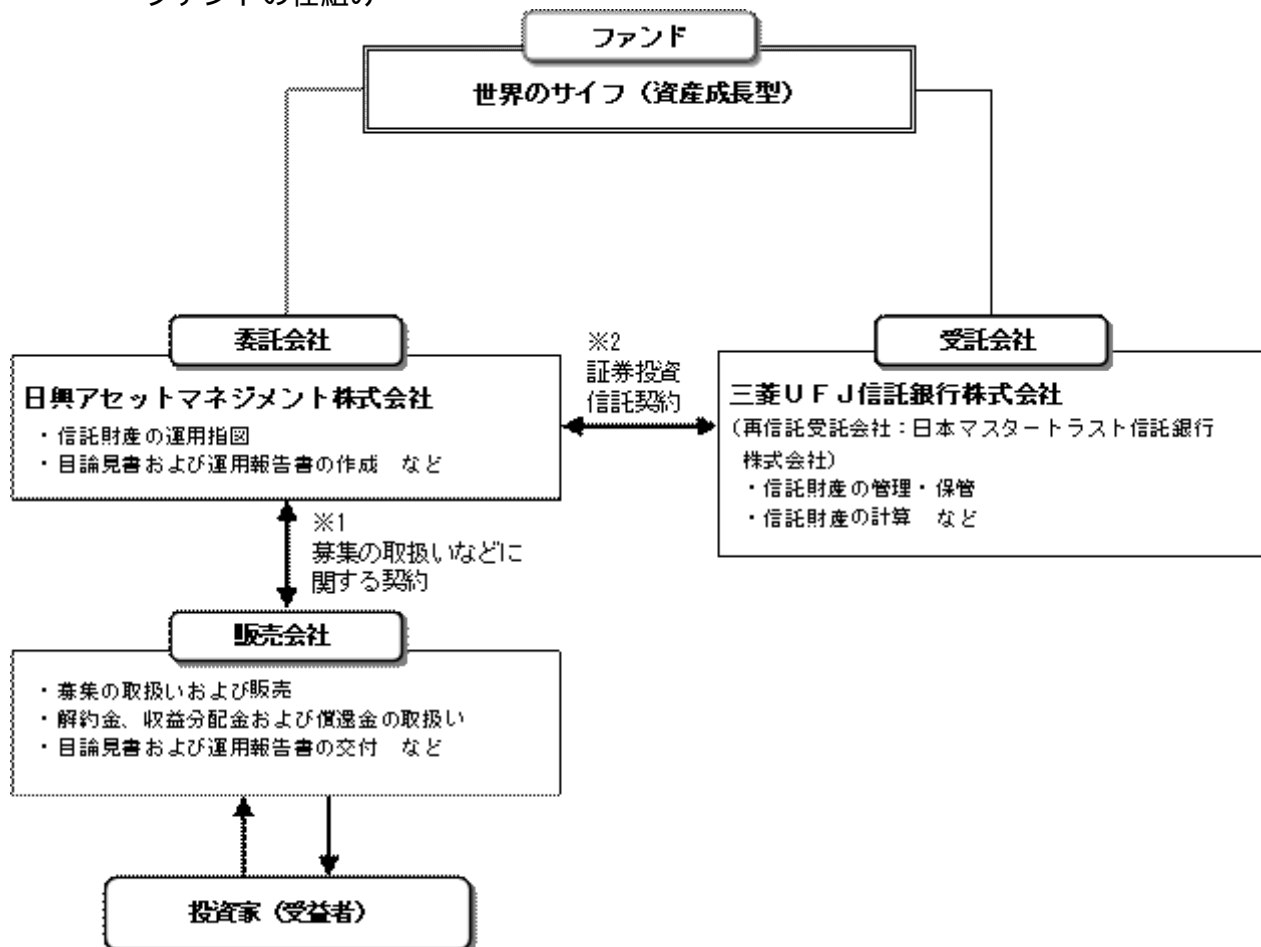 ファンドの仕組み
ファンド
世界のサイフ（資産成長型）
委託会社
日興アセットマネジメント株式会社
・信託財産の運用指図
・目論見書および運用報告書の作成　など
※2
証券投資
信託契約
受託会社
三菱ＵＦＪ信託銀行株式会社
（再信託受託会社：日本マスタートラスト信託銀行
株式会社）
・信託財産の管理・保管
・信託財産の計算　など
※1
募集の取扱いなどに
関する契約
販売会社
・募集の取扱いおよび販売
・解約金、収益分配金および償還金の取扱い
・目論見書および運用報告書の交付　など
投資家（受益者）